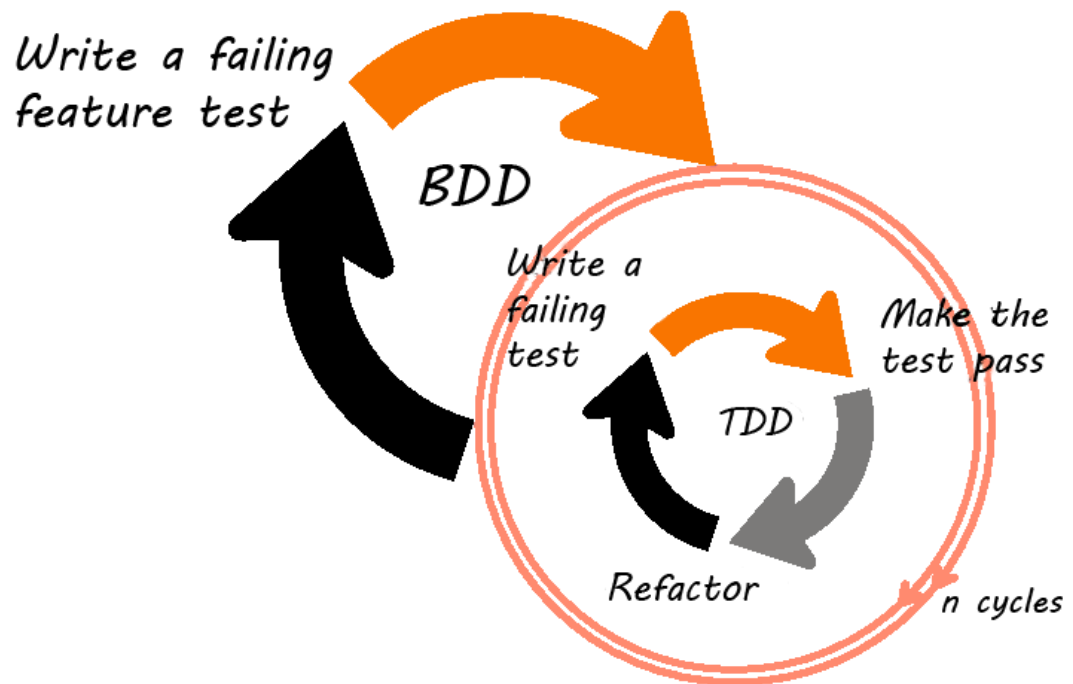 Write a failing
feature test
BDD
Write a
failing
test
Make the
test pass
TDD
Refactor
n cycles